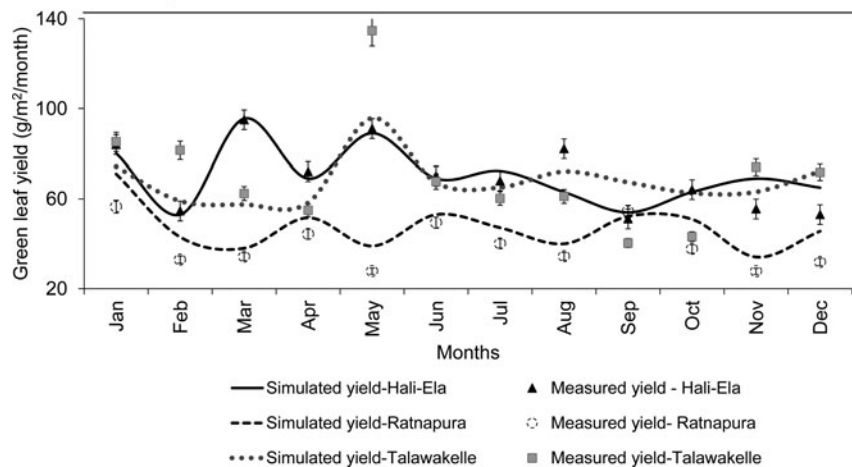 Green leaf yield (g/m²/month)
140
100
60
20
Jan
Feb
Mar
Apr
May
Jun
Jul
Aug
Sep
Oct
Nov
Dec
Months
Simulated yield-Hali-Ela
Measured yield - Hali-Ela
Simulated yield-Ratnapura
Measured yield- Ratnapura
Simulated yield-Talawakelle
Measured yield-Talawakelle